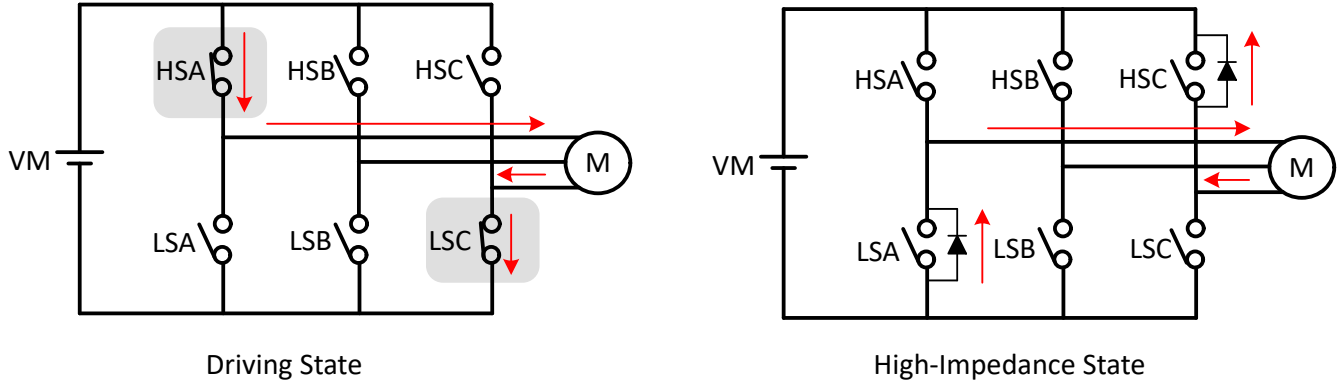 HSA HSB HSC
VM M
LSA LSB LSC
Driving State
HSA HSB HSC
VM M
LSA LSB LSC
High-Impedance State